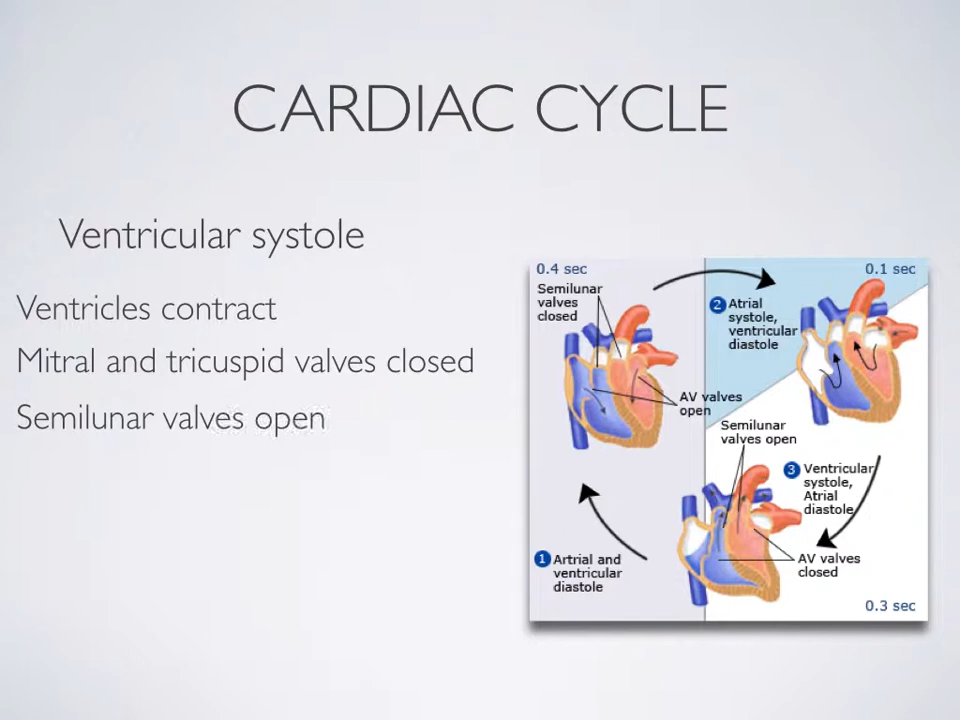 CARDIAC CYCLE
Ventricular systole
Ventricles contract
Mitral and tricuspid valves closed
Semilunar valves open
0.4 sec
Semilunar
valves
closed
0.1 sec
2 Atrial
systole,
ventricular
diastole
AV valves
open
Semilunar
valves open
3 Ventricular
systole,
Atrial
diastole
AV valves
closed
1 Artrial and
ventricular
diastole
0.3 sec